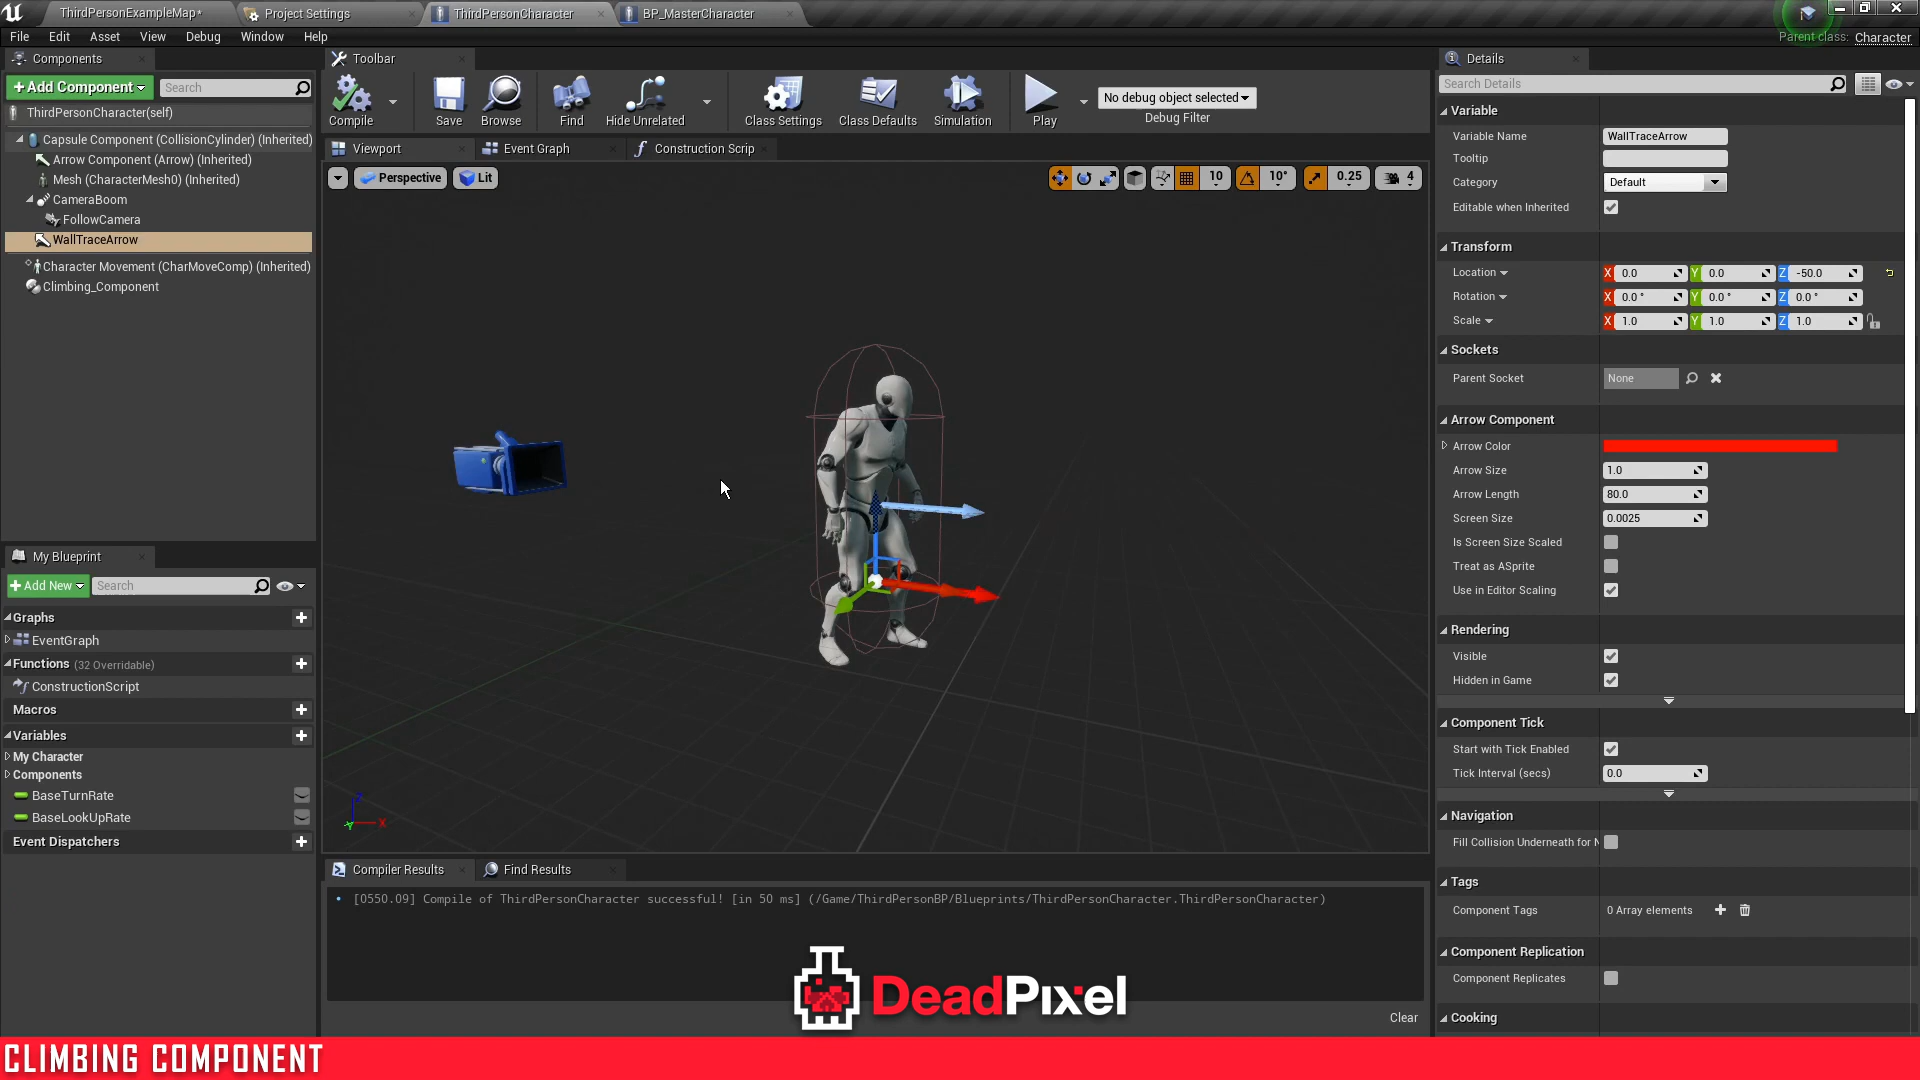 ThirdPersonExampleMap*
Project Settings
ThirdPersonCharacter
BP_MasterCharacter
File Edit Asset View Debug Window Help
Parent class: Character
Components
+Add Component
Search
ThirdPersonCharacter(self)
Capsule Component (CollisionCylinder) (Inherited)
Arrow Component (Arrow) (Inherited)
Mesh (CharacterMesh0) (Inherited)
CameraBoom
FollowCamera
WallTraceArrow
Character Movement (CharMoveComp) (Inherited)
Climbing_Component
My Blueprint
+Add New
Search
Graphs
EventGraph
Functions (32 Overridable)
ConstructionScript
Macros
Variables
My Character
Components
BaseTurnRate
BaseLookUpRate
Event Dispatchers
Toolbar
Compile
Save
Browse
Find
Hide Unrelated
Class Settings
Class Defaults
Simulation
Play
No debug object selected
Debug Filter
Viewport
Event Graph
Construction Scrip
Perspective
Lit
10
10°
0.25
4
Z
X
Y
Compiler Results
Find Results
[0550.09] Compile of ThirdPersonCharacter successful! [in 50 ms] (/Game/ThirdPersonBP/Blueprints/ThirdPersonCharacter.ThirdPersonCharacter)
Clear
DeadPixel
Details
Search Details
Variable
Variable Name WallTraceArrow
Tooltip
Category Default
Editable when Inherited
Transform
Location X 0.0 Y 0.0 Z -50.0
Rotation X 0.0 ° Y 0.0 ° Z 0.0 °
Scale X 1.0 Y 1.0 Z 1.0
Sockets
Parent Socket None
Arrow Component
Arrow Color
Arrow Size 1.0
Arrow Length 80.0
Screen Size 0.0025
Is Screen Size Scaled
Treat as ASprite
Use in Editor Scaling
Rendering
Visible
Hidden in Game
Component Tick
Start with Tick Enabled
Tick Interval (secs) 0.0
Navigation
Fill Collision Underneath for N
Tags
Component Tags 0 Array elements
Component Replication
Component Replicates
Cooking
CLIMBING COMPONENT